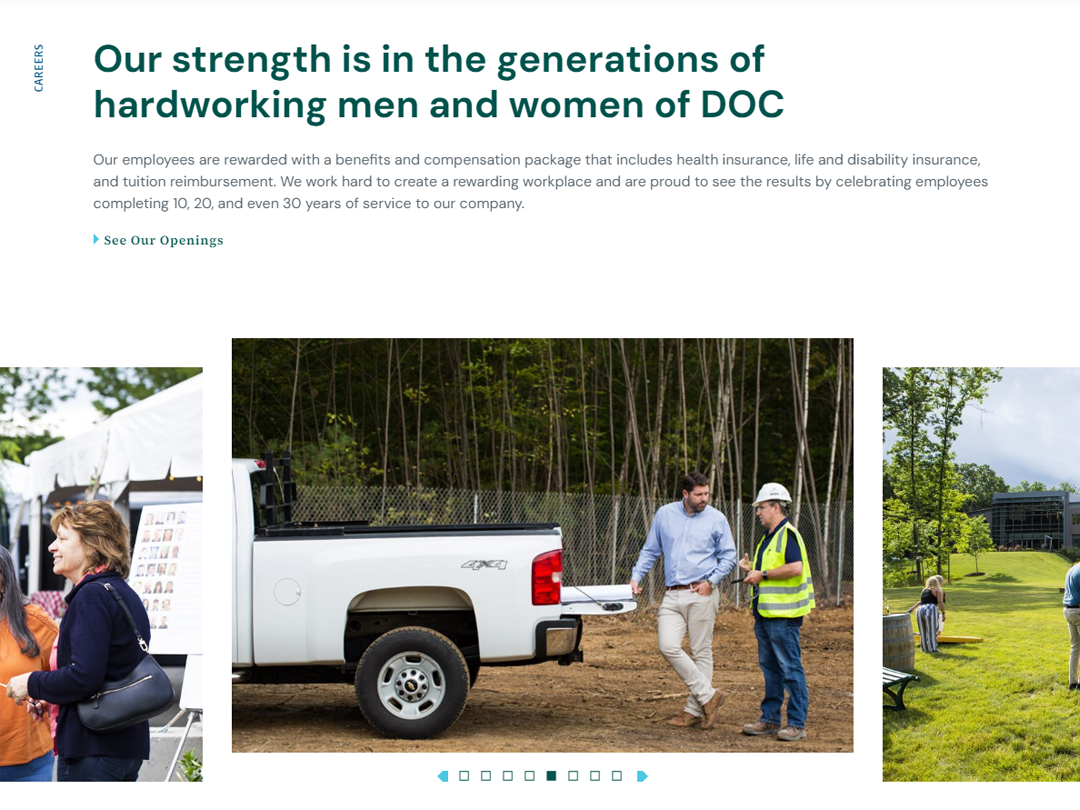 CAREERS
Our strength is in the generations of
hardworking men and women of DOC
Our employees are rewarded with a benefits and compensation package that includes health insurance, life and disability insurance,
and tuition reimbursement. We work hard to create a rewarding workplace and are proud to see the results by celebrating employees
completing 10, 20, and even 30 years of service to our company.
See Our Openings
4x4